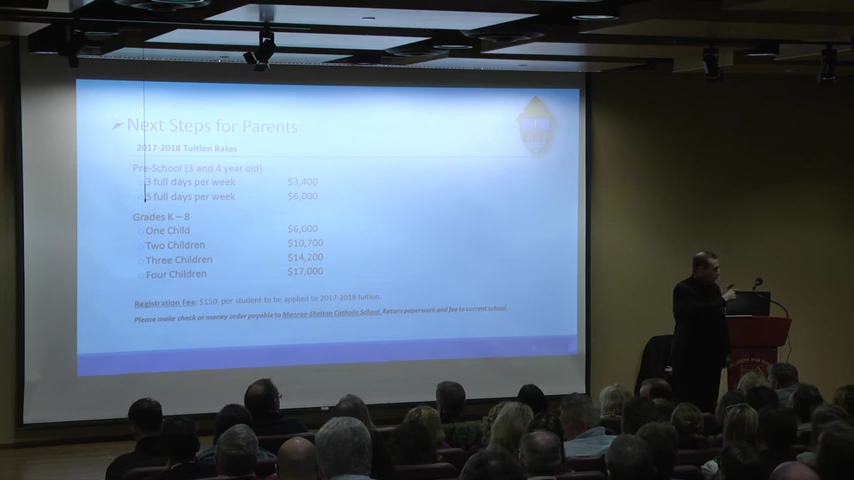 Next Steps for Parents
2017-2018 Tuition Rates
Pre-School (3 and 4 year old)
3 full days per week $3,400
5 full days per week $6,000
Grades K – 8
One Child $6,000
Two Children $10,700
Three Children $14,200
Four Children $17,000
Registration Fee: $150 per student to be applied to 2017-2018 tuition.
Please make check or money order payable to Monroe-Shelton Catholic School. Return paperwork and fee to current school.